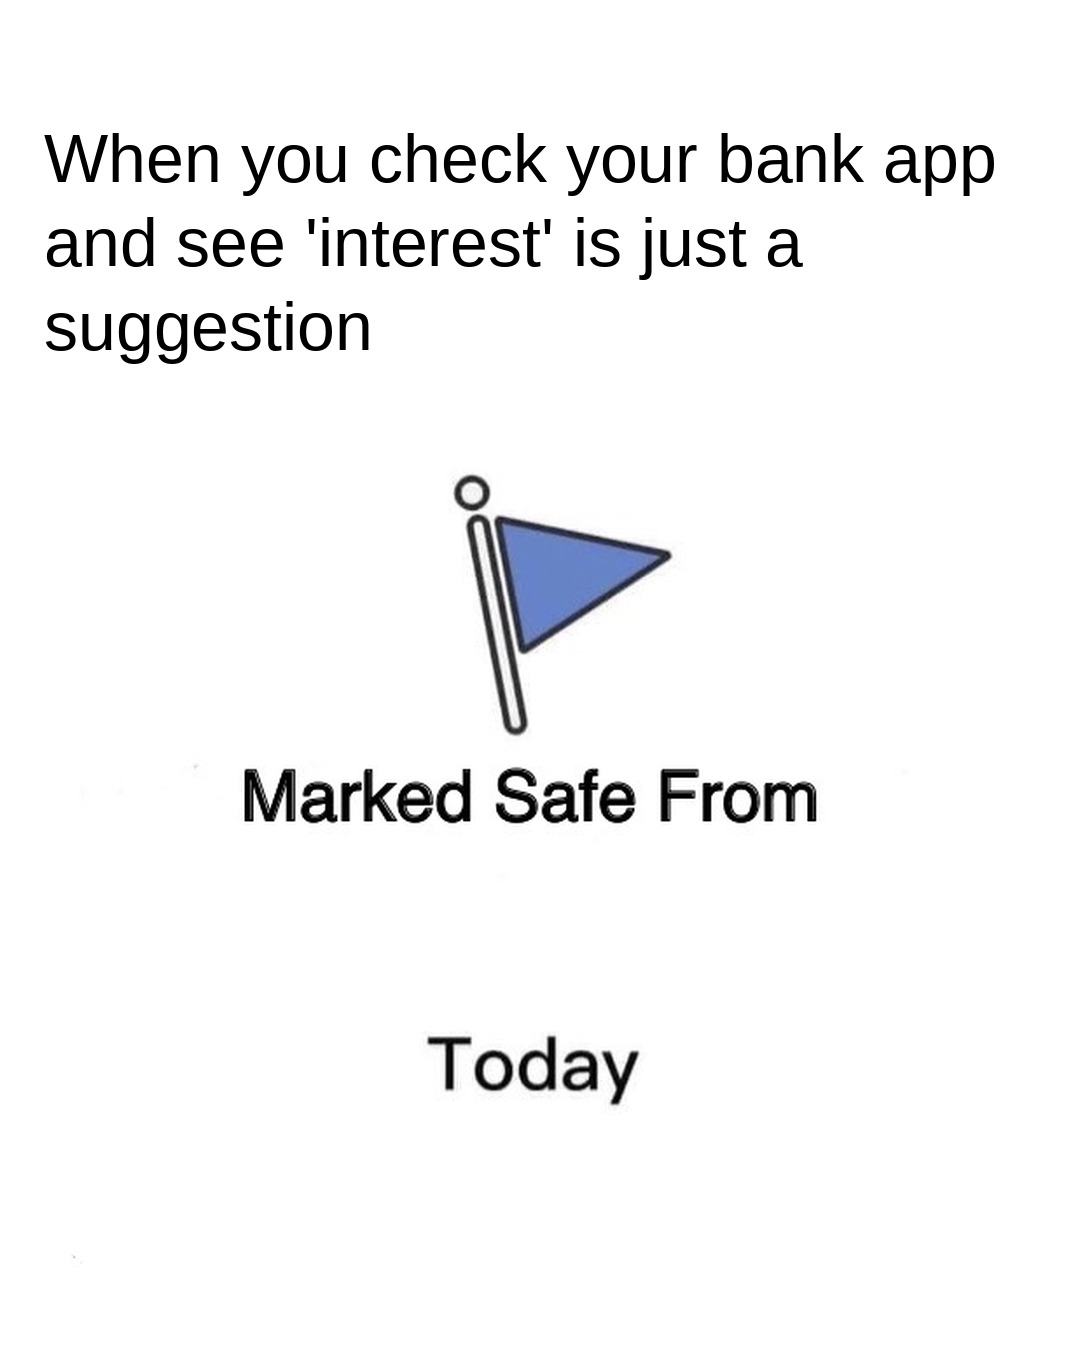 When you check your bank app
and see 'interest' is just a
suggestion
Marked Safe From
Today